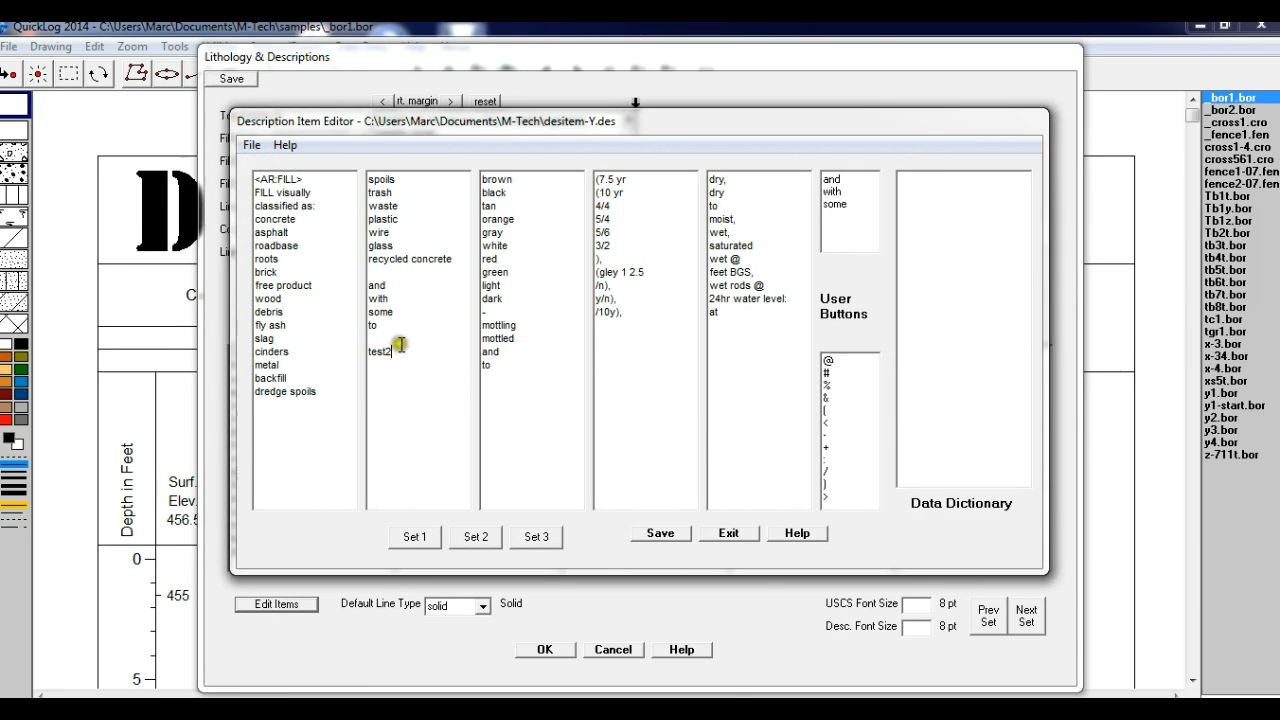 QuickLog 2014 - C:\Users\Marc\Documents\M-Tech\samples\_bor1.bor
File Drawing Edit Zoom Tools
Lithology & Descriptions
Save
< rt. margin > reset
Description Item Editor - C:\Users\Marc\Documents\M-Tech\desitem-Y.des
File Help
<AR:FILL>
FILL visually
classified as:
concrete
asphalt
roadbase
roots
brick
free product
wood
debris
fly ash
slag
cinders
metal
backfill
dredge spoils
spoils
trash
waste
plastic
wire
glass
recycled concrete
and
with
some
to
test2
brown
black
tan
orange
gray
white
red
green
light
dark
-
mottling
mottled
and
to
(7.5 yr
(10 yr
4/4
5/4
5/6
3/2
),
(gley 1 2.5
/n),
y/n),
/10y),
dry,
dry
to
moist,
wet,
saturated
wet @
feet BGS,
wet rods @
24hr water level:
at
and
with
some
User
Buttons
@
#
%
&
(
<
-
+
:
/
)
>
Data Dictionary
Set 1 Set 2 Set 3 Save Exit Help
Edit Items Default Line Type solid Solid
USCS Font Size 8 pt
Desc. Font Size 8 pt
Prev
Set
Next
Set
OK Cancel Help
Depth in Feet
Surf.
Elev.
456.5
0
455
5
_bor1.bor
_bor2.bor
_cross1.cro
_fence1.fen
cross1-4.cro
cross561.cro
fence1-07.fen
fence2-07.fen
Tb1t.bor
Tb1y.bor
Tb1z.bor
Tb2t.bor
tb3t.bor
tb4t.bor
tb5t.bor
tb6t.bor
tb7t.bor
tb8t.bor
tc1.bor
tgr1.bor
x-34.bor
x-4.bor
xs5t.bor
y1.bor
y1-start.bor
y2.bor
y3.bor
y4.bor
z-711t.bor